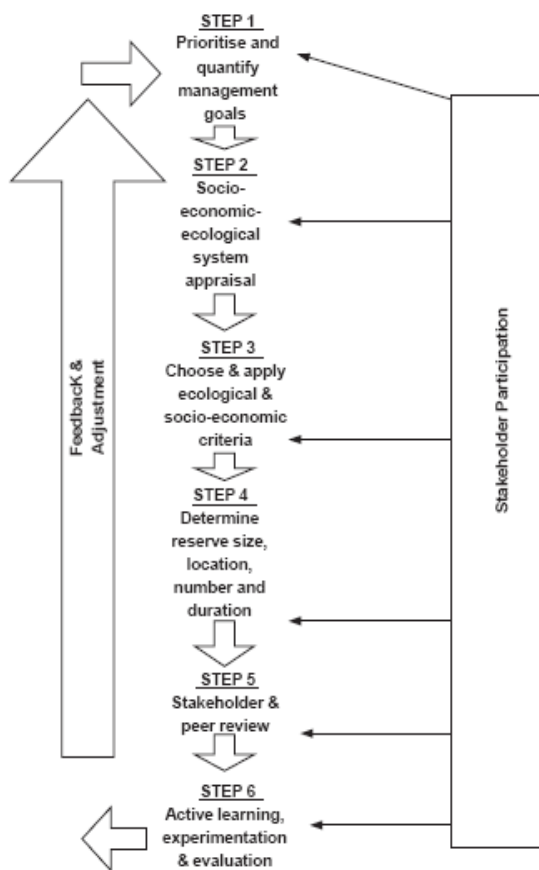 STEP 1
Prioritise and
quantify
management
goals
STEP 2
Socio-
economic-
ecological
system
appraisal
STEP 3
Choose & apply
ecological &
socio-economic
criteria
STEP 4
Determine
reserve size,
location,
number and
duration
STEP 5
Stakeholder &
peer review
STEP 6
Active learning,
experimentation
& evaluation
FeedbacK &
Adjustment
Stakeholder Participation